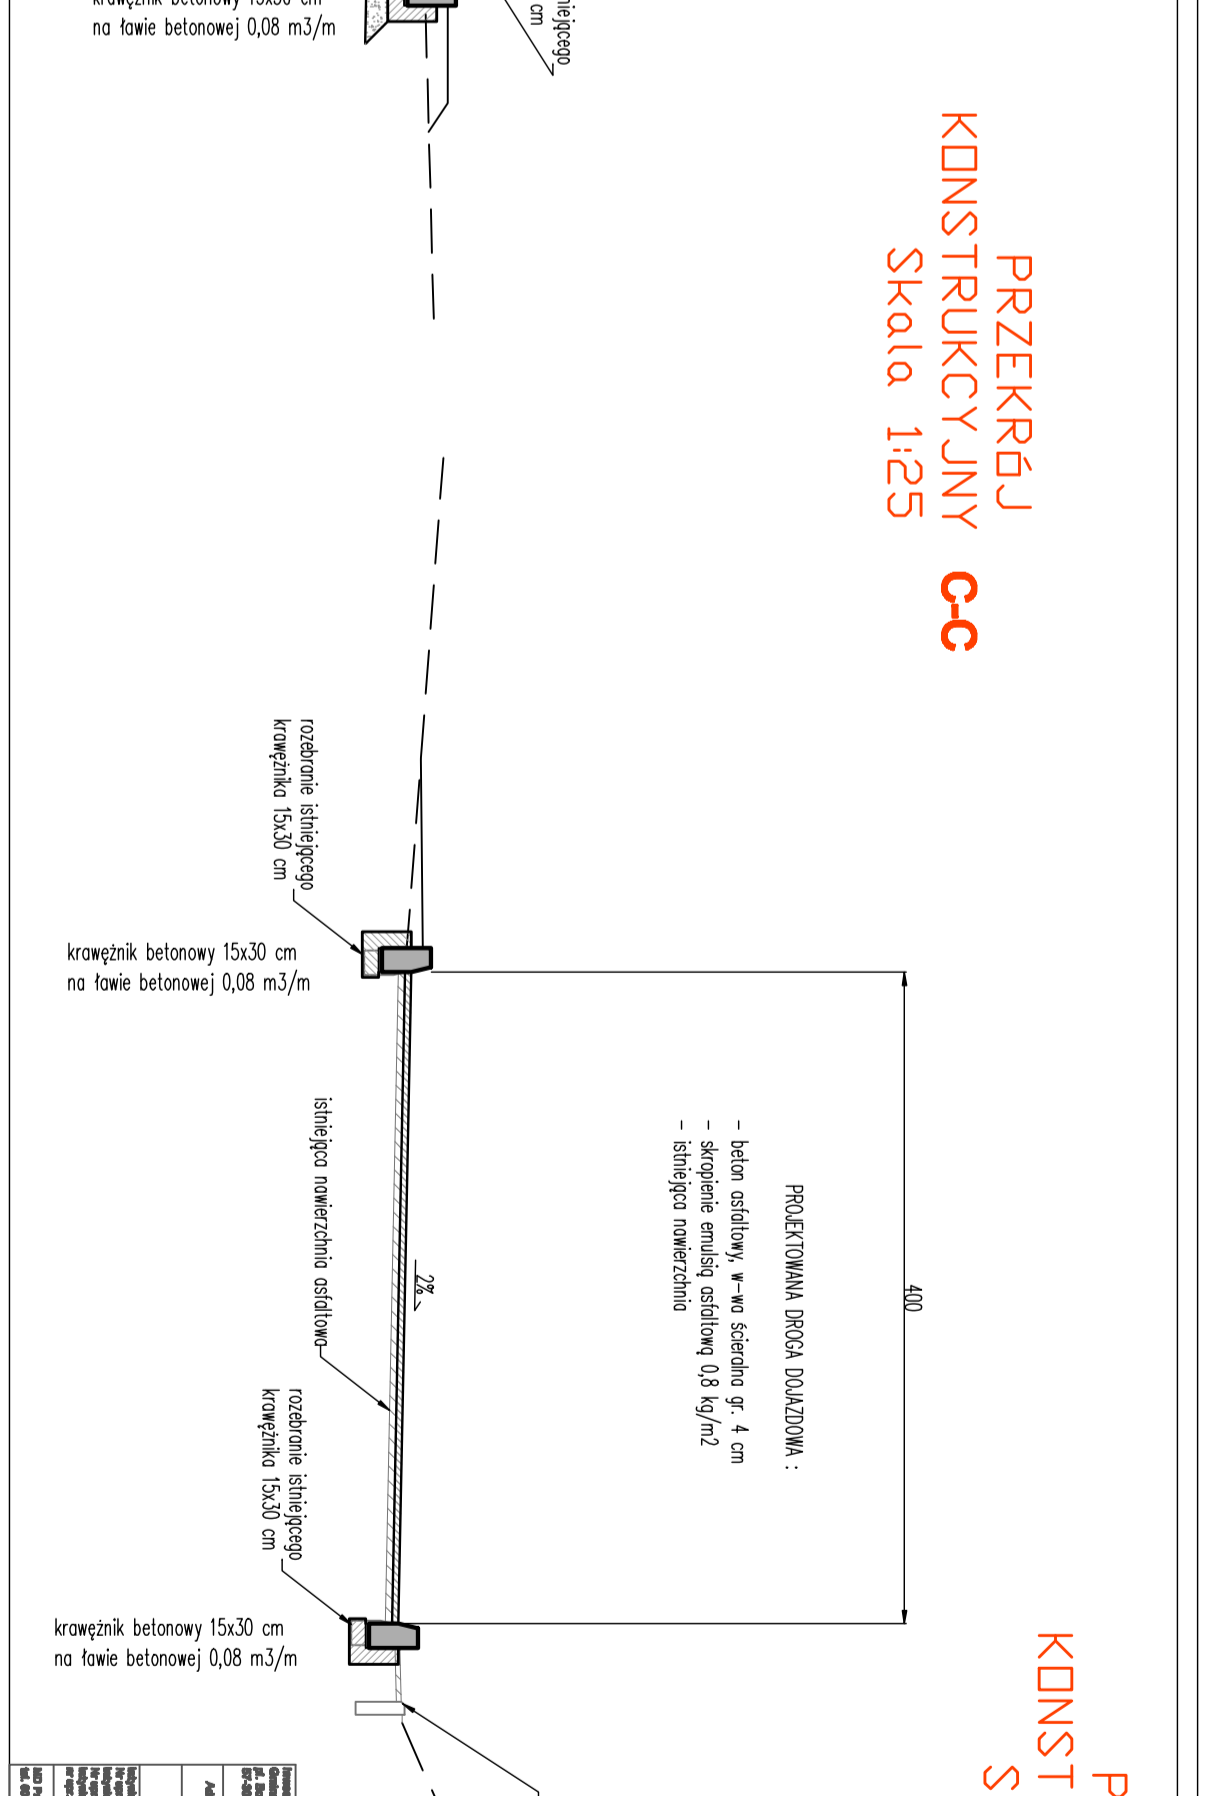 na ławie betonowej 0,08 m3/m
cm
PRZEKRÓJ
KONSTRUKCYJNY C-C
Skala 1:25
rozebranie istniejącego
krawężnika 15x30 cm
krawężnik betonowy 15x30 cm
na ławie betonowej 0,08 m3/m
400
PROJEKTOWANA DROGA DOJAZDOWA :
- beton asfaltowy, w-wa ścieralna gr. 4 cm
- skropienie emulsią asfaltową 0,8 kg/m2
- istniejąca nawierzchnia
2%
istniejąca nawierzchnia asfaltowa
rozebranie istniejącego
krawężnika 15x30 cm
krawężnik betonowy 15x30 cm
na ławie betonowej 0,08 m3/m
P
KONST
S